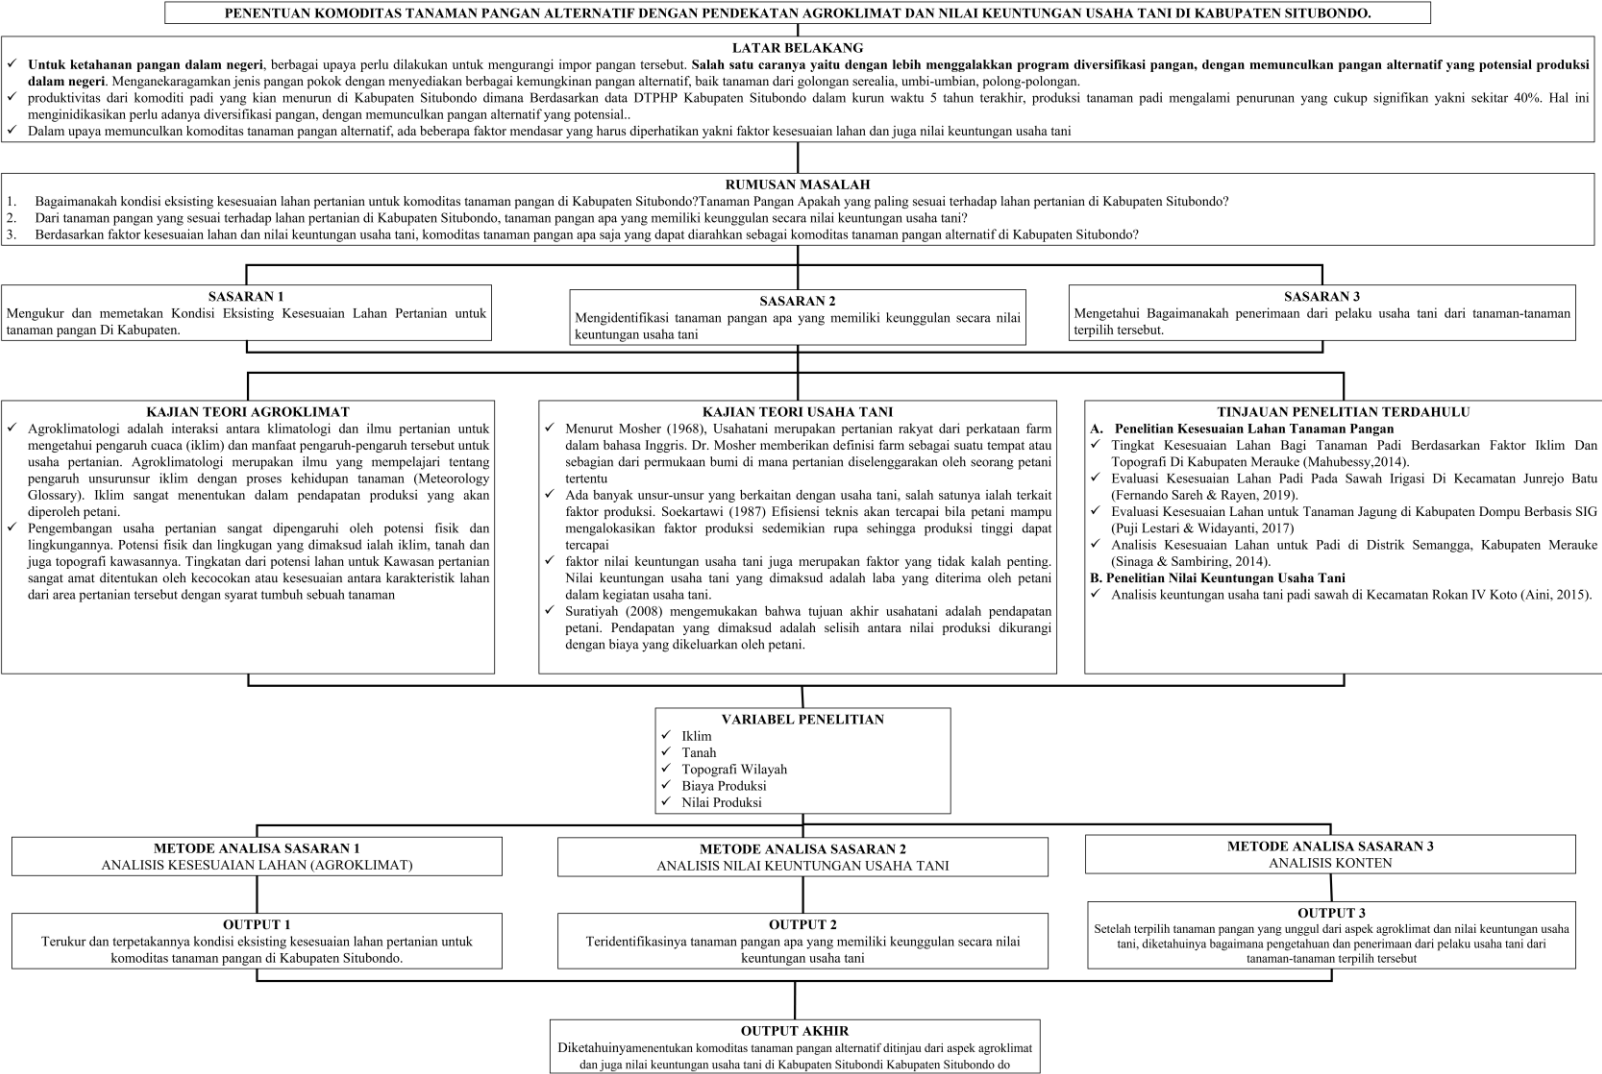 PENENTUAN KOMODITAS TANAMAN PANGAN ALTERNATIF DENGAN PENDEKATAN AGROKLIMAT DAN NILAI KEUNTUNGAN USAHA TANI DI KABUPATEN SITUBONDO.
LATAR BELAKANG
✓ Untuk ketahanan pangan dalam negeri, berbagai upaya perlu dilakukan untuk mengurangi impor pangan tersebut. Salah satu caranya yaitu dengan lebih menggalakkan program diversifikasi pangan, dengan memunculkan pangan alternatif yang potensial produksi
dalam negeri. Menganekaragamkan jenis pangan pokok dengan menyediakan berbagai kemungkinan pangan alternatif, baik tanaman dari golongan serealia, umbi-umbian, polong-polongan.
✓ produktivitas dari komoditi padi yang kian menurun di Kabupaten Situbondo dimana Berdasarkan data DTPHP Kabupaten Situbondo dalam kurun waktu 5 tahun terakhir, produksi tanaman padi mengalami penurunan yang cukup signifikan yakni sekitar 40%. Hal ini
menginidikasikan perlu adanya diversifikasi pangan, dengan memunculkan pangan alternatif yang potensial..
✓ Dalam upaya memunculkan komoditas tanaman pangan alternatif, ada beberapa faktor mendasar yang harus diperhatikan yakni faktor kesesuaian lahan dan juga nilai keuntungan usaha tani
RUMUSAN MASALAH
1. Bagaimanakah kondisi eksisting kesesuaian lahan pertanian untuk komoditas tanaman pangan di Kabupaten Situbondo?Tanaman Pangan Apakah yang paling sesuai terhadap lahan pertanian di Kabupaten Situbondo?
2. Dari tanaman pangan yang sesuai terhadap lahan pertanian di Kabupaten Situbondo, tanaman pangan apa yang memiliki keunggulan secara nilai keuntungan usaha tani?
3. Berdasarkan faktor kesesuaian lahan dan nilai keuntungan usaha tani, komoditas tanaman pangan apa saja yang dapat diarahkan sebagai komoditas tanaman pangan alternatif di Kabupaten Situbondo?
SASARAN 1
Mengukur dan memetakan Kondisi Eksisting Kesesuaian Lahan Pertanian untuk
tanaman pangan Di Kabupaten.
SASARAN 2
Mengidentifikasi tanaman pangan apa yang memiliki keunggulan secara nilai
keuntungan usaha tani
SASARAN 3
Mengetahui Bagaimanakah penerimaan dari pelaku usaha tani dari tanaman-tanaman
terpilih tersebut.
KAJIAN TEORI AGROKLIMAT
✓ Agroklimatologi adalah interaksi antara klimatologi dan ilmu pertanian untuk
mengetahui pengaruh cuaca (iklim) dan manfaat pengaruh-pengaruh tersebut untuk
usaha pertanian. Agroklimatologi merupakan ilmu yang mempelajari tentang
pengaruh unsurunsur iklim dengan proses kehidupan tanaman (Meteorology
Glossary). Iklim sangat menentukan dalam pendapatan produksi yang akan
diperoleh petani.
✓ Pengembangan usaha pertanian sangat dipengaruhi oleh potensi fisik dan
lingkungannya. Potensi fisik dan lingkugan yang dimaksud ialah iklim, tanah dan
juga topografi kawasannya. Tingkatan dari potensi lahan untuk Kawasan pertanian
sangat amat ditentukan oleh kecocokan atau kesesuaian antara karakteristik lahan
dari area pertanian tersebut dengan syarat tumbuh sebuah tanaman
KAJIAN TEORI USAHA TANI
✓ Menurut Mosher (1968), Usahatani merupakan pertanian rakyat dari perkataan farm
dalam bahasa Inggris. Dr. Mosher memberikan definisi farm sebagai suatu tempat atau
sebagian dari permukaan bumi di mana pertanian diselenggarakan oleh seorang petani
tertentu
✓ Ada banyak unsur-unsur yang berkaitan dengan usaha tani, salah satunya ialah terkait
faktor produksi. Soekartawi (1987) Efisiensi teknis akan tercapai bila petani mampu
mengalokasikan faktor produksi sedemikian rupa sehingga produksi tinggi dapat
tercapai
✓ faktor nilai keuntungan usaha tani juga merupakan faktor yang tidak kalah penting.
Nilai keuntungan usaha tani yang dimaksud adalah laba yang diterima oleh petani
dalam kegiatan usaha tani.
✓ Suratiyah (2008) mengemukakan bahwa tujuan akhir usahatani adalah pendapatan
petani. Pendapatan yang dimaksud adalah selisih antara nilai produksi dikurangi
dengan biaya yang dikeluarkan oleh petani.
TINJAUAN PENELITIAN TERDAHULU
A. Penelitian Kesesuaian Lahan Tanaman Pangan
✓ Tingkat Kesesuaian Lahan Bagi Tanaman Padi Berdasarkan Faktor Iklim Dan
Topografi Di Kabupaten Merauke (Mahubessy,2014).
✓ Evaluasi Kesesuaian Lahan Padi Pada Sawah Irigasi Di Kecamatan Junrejo Batu
(Fernando Sareh & Rayen, 2019).
✓ Evaluasi Kesesuaian Lahan untuk Tanaman Jagung di Kabupaten Dompu Berbasis SIG
(Puji Lestari & Widayanti, 2017)
✓ Analisis Kesesuaian Lahan untuk Padi di Distrik Semangga, Kabupaten Merauke
(Sinaga & Sambiring, 2014).
B. Penelitian Nilai Keuntungan Usaha Tani
✓ Analisis keuntungan usaha tani padi sawah di Kecamatan Rokan IV Koto (Aini, 2015).
VARIABEL PENELITIAN
✓ Iklim
✓ Tanah
✓ Topografi Wilayah
✓ Biaya Produksi
✓ Nilai Produksi
METODE ANALISA SASARAN 1
ANALISIS KESESUAIAN LAHAN (AGROKLIMAT)
METODE ANALISA SASARAN 2
ANALISIS NILAI KEUNTUNGAN USAHA TANI
METODE ANALISA SASARAN 3
ANALISIS KONTEN
OUTPUT 1
Terukur dan terpetakannya kondisi eksisting kesesuaian lahan pertanian untuk
komoditas tanaman pangan di Kabupaten Situbondo.
OUTPUT 2
Teridentifikasinya tanaman pangan apa yang memiliki keunggulan secara nilai
keuntungan usaha tani
OUTPUT 3
Setelah terpilih tanaman pangan yang unggul dari aspek agroklimat dan nilai keuntungan usaha
tani, diketahuinya bagaimana pengetahuan dan penerimaan dari pelaku usaha tani dari
tanaman-tanaman terpilih tersebut
OUTPUT AKHIR
Diketahuinyamenentukan komoditas tanaman pangan alternatif ditinjau dari aspek agroklimat
dan juga nilai keuntungan usaha tani di Kabupaten Situbondi Kabupaten Situbondo do